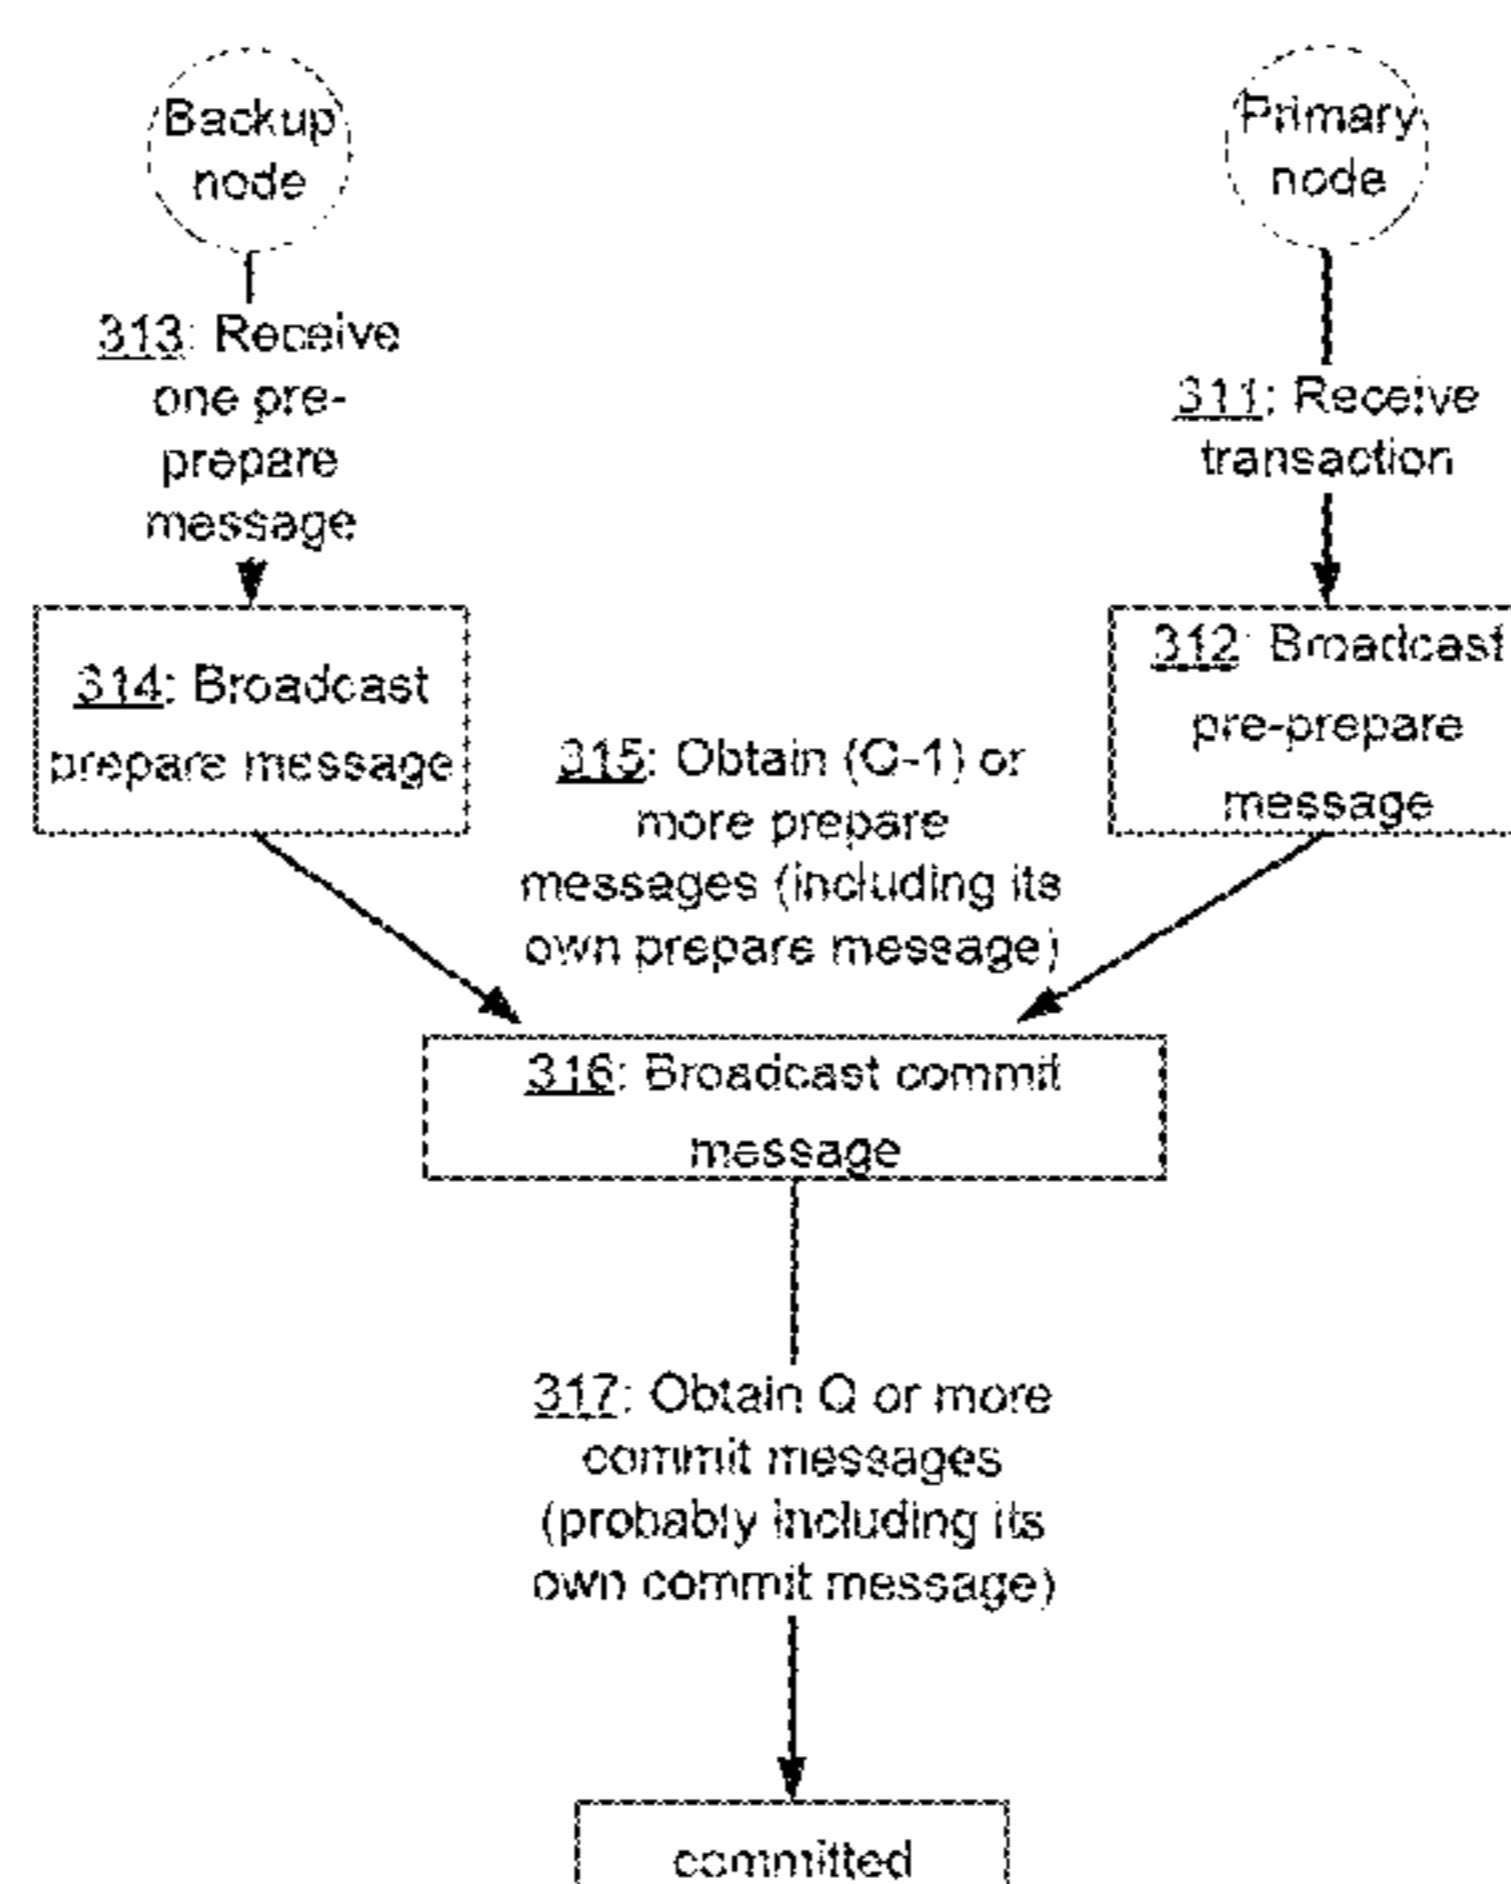 Backup
node
Primary
node
313: Receive
one pre-
prepare
message
311: Receive
transaction
314: Broadcast
prepare message
312: Broadcast
pre-prepare
message
315: Obtain (Q-1) or
more prepare
messages (including its
own prepare message)
316: Broadcast commit
message
317: Obtain Q or more
commit messages
(probably including its
own commit message)
committed